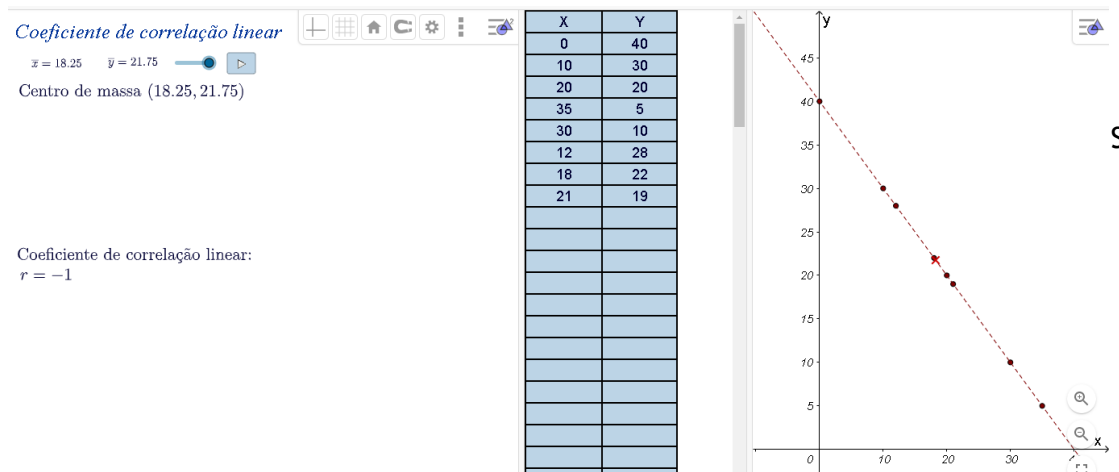 Coeficiente de correlação linear
x̅ = 18.25 y̅ = 21.75
Centro de massa (18.25, 21.75)
Coeficiente de correlação linear:
r = −1
X Y
0 40
10 30
20 20
35 5
30 10
12 28
18 22
21 19
y
45
40
35
30
25
20
15
10
5
0 10 20 30
x
S